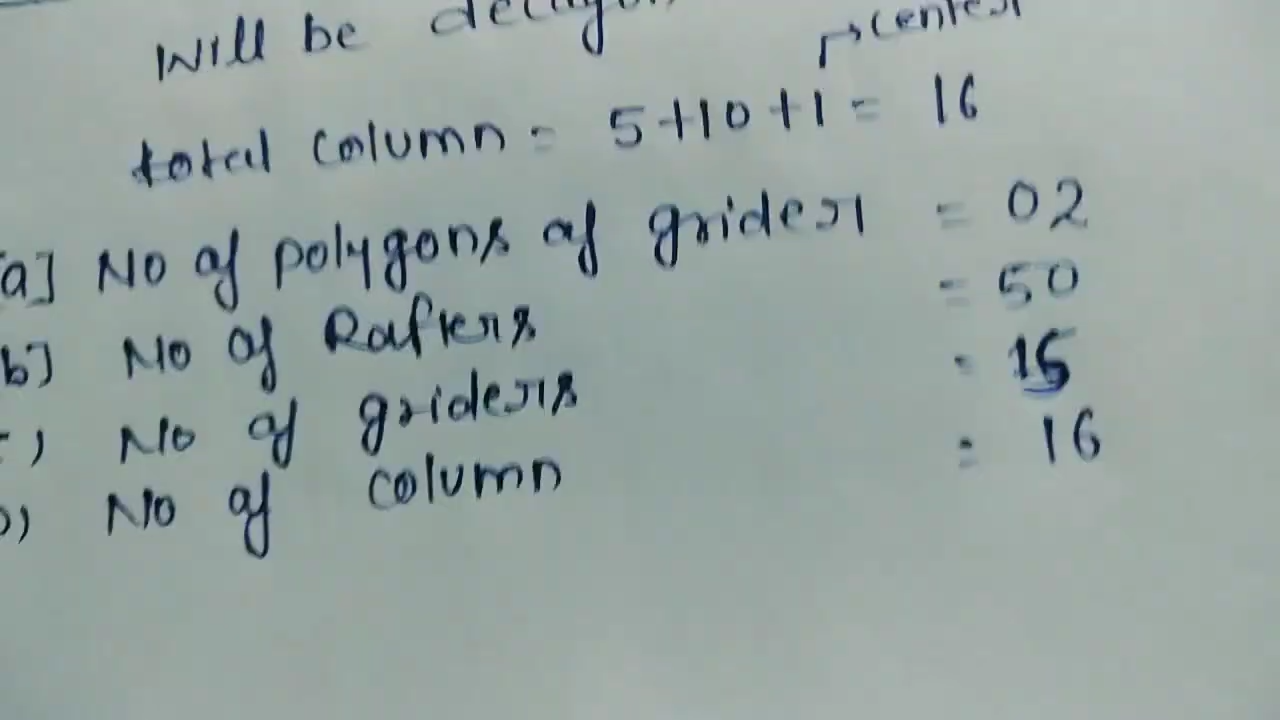 Will be decagon
center
total column = 5+10+1 = 16
[a] No of polygons of grider = 02
b] No of Rafters = 50
c) No of griders = 15
D) No of column = 16